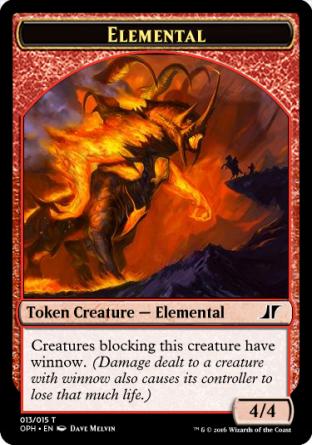 ELEMENTAL
Token Creature — Elemental
Creatures blocking this creature have
winnow. (Damage dealt to a creature
with winnow also causes its controller to
lose that much life.)
4/4
013/015 T
OPH • EN DAVE MELVIN
™ & © 2016 Wizards of the Coast